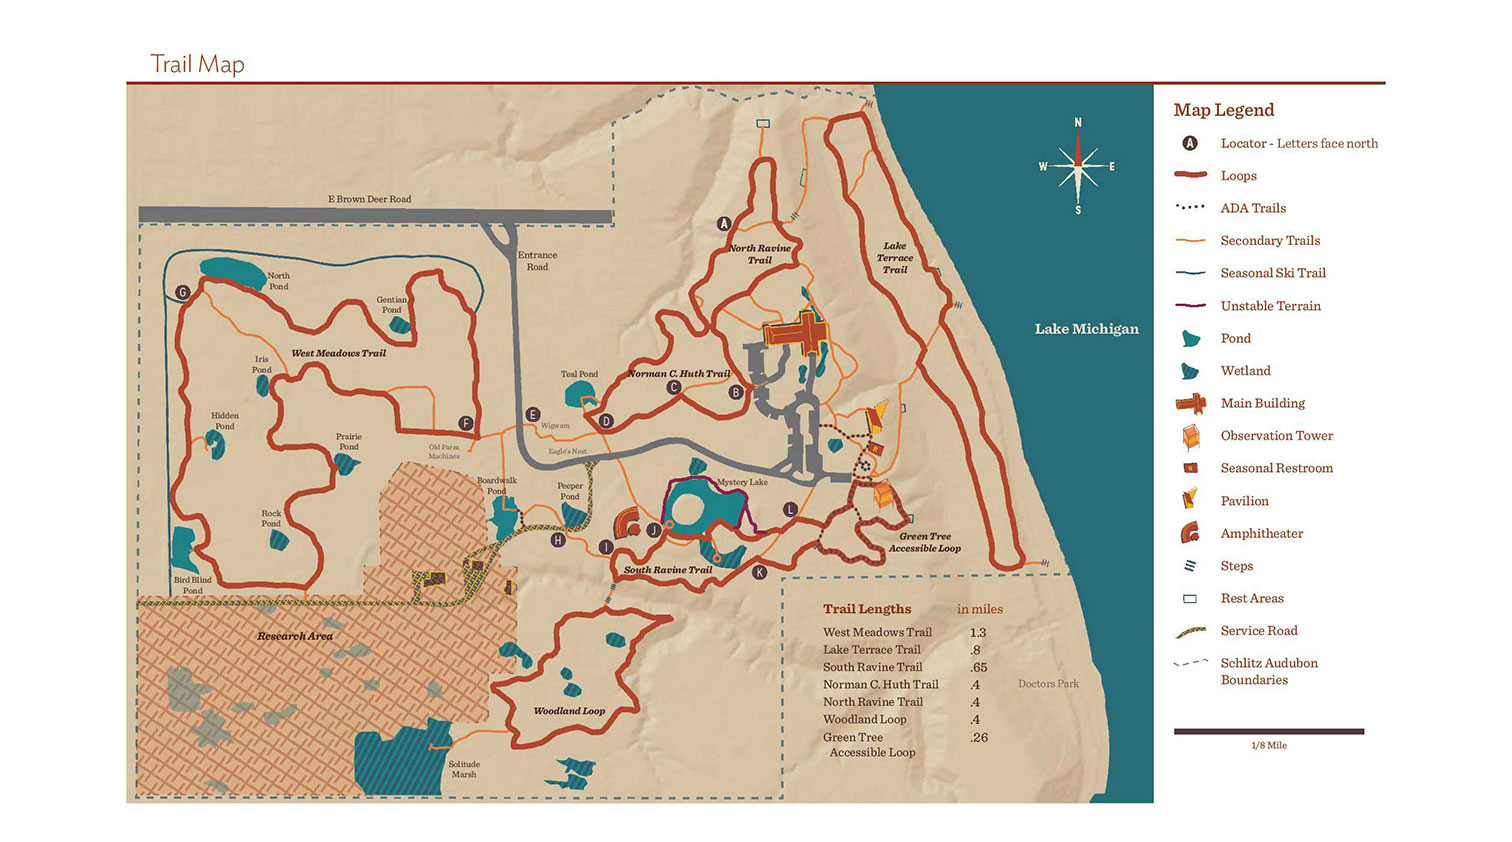 Trail Map
E Brown Deer Road
Entrance
Road
North
Pond
G
Gentian
Pond
West Meadows Trail
Iris
Pond
Hidden
Pond
Prairie
Pond
F
Old Farm
Machines
Rock
Pond
Bird Blind
Pond
Research Area
A
North Ravine
Trail
Lake
Terrace
Trail
Norman C. Huth Trail
C
B
Teal Pond
D
E
Wigwam
Eagle's Nest
Boardwalk
Pond
Peeper
Pond
Mystery Lake
H
I
J
L
K
South Ravine Trail
Green Tree
Accessible Loop
Woodland Loop
Solitude
Marsh
N
W E
S
Lake Michigan
Doctors Park
Trail Lengths in miles
West Meadows Trail 1.3
Lake Terrace Trail .8
South Ravine Trail .65
Norman C. Huth Trail .4
North Ravine Trail .4
Woodland Loop .4
Green Tree .26
Accessible Loop
Map Legend
A Locator - Letters face north
Loops
ADA Trails
Secondary Trails
Seasonal Ski Trail
Unstable Terrain
Pond
Wetland
Main Building
Observation Tower
R Seasonal Restroom
Pavilion
Amphitheater
Steps
Rest Areas
Service Road
Schlitz Audubon
Boundaries
1/8 Mile